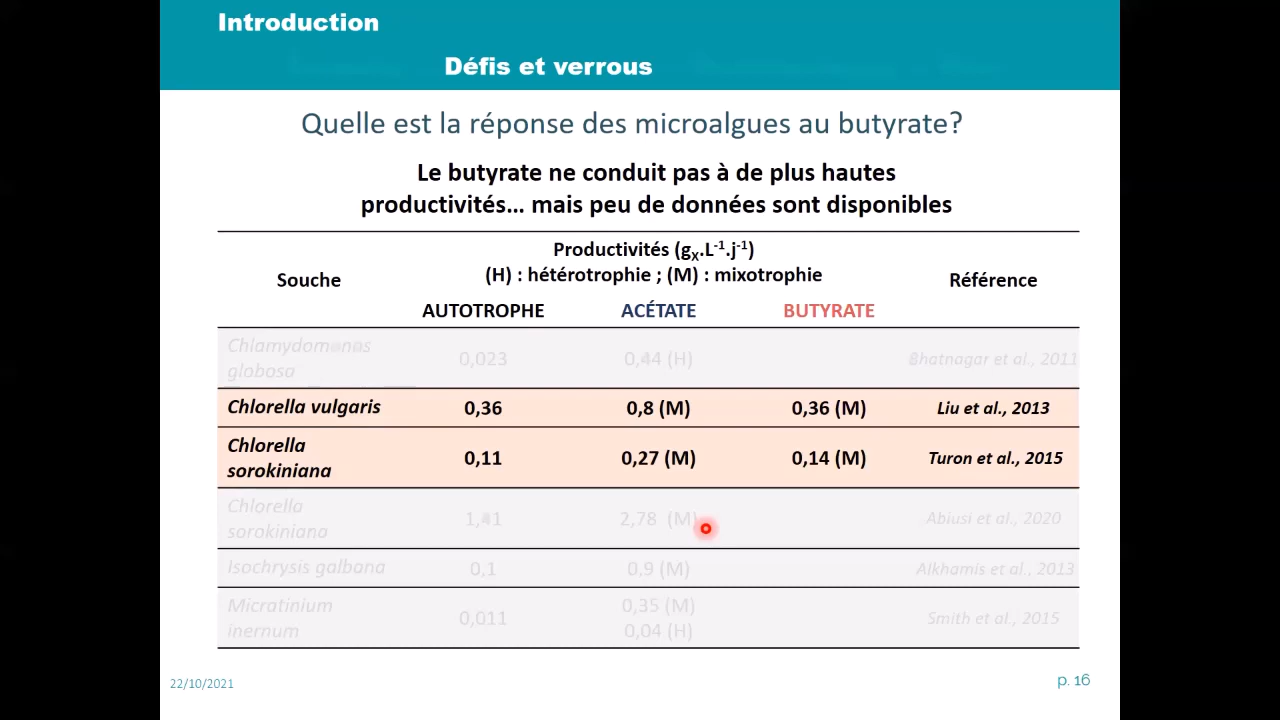 Introduction
Défis et verrous
Quelle est la réponse des microalgues au butyrate?
Le butyrate ne conduit pas à de plus hautes
productivités... mais peu de données sont disponibles
Souche
Productivités (gX.L-1.j-1)
(H) : hétérotrophie ; (M) : mixotrophie
Référence
AUTOTROPHE ACÉTATE BUTYRATE
Chlamydomonas
globosa
0,023 0,44 (H) Bhatnagar et al., 2011
Chlorella vulgaris 0,36 0,8 (M) 0,36 (M) Liu et al., 2013
Chlorella
sorokiniana
0,11 0,27 (M) 0,14 (M) Turon et al., 2015
Chlorella
sorokiniana
1,41 2,78 (M) Abiusi et al., 2020
Isochrysis galbana 0,1 0,9 (M) Alkhamis et al., 2013
Micratinium
inernum
0,011
0,35 (M)
0,04 (H)
Smith et al., 2015
22/10/2021
p. 16